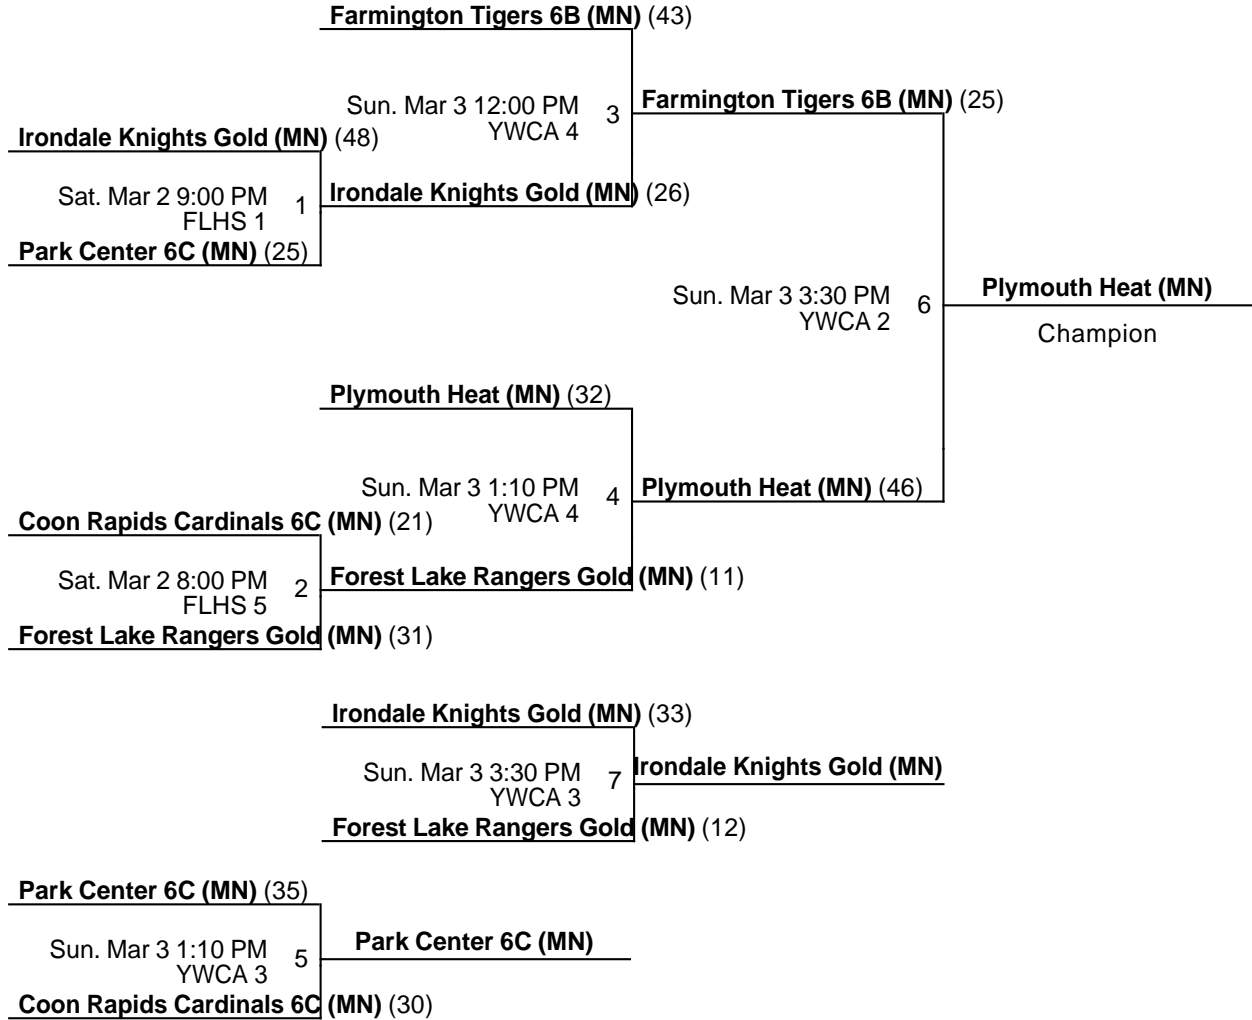 Farmington Tigers 6B (MN) (43)
Sun. Mar 3 12:00 PM
YWCA 4
3
Farmington Tigers 6B (MN) (25)
Irondale Knights Gold (MN) (48)
Sat. Mar 2 9:00 PM
FLHS 1
1
Irondale Knights Gold (MN) (26)
Park Center 6C (MN) (25)
Sun. Mar 3 3:30 PM
YWCA 2
6
Plymouth Heat (MN)
Champion
Plymouth Heat (MN) (32)
Sun. Mar 3 1:10 PM
YWCA 4
4
Plymouth Heat (MN) (46)
Coon Rapids Cardinals 6C (MN) (21)
Sat. Mar 2 8:00 PM
FLHS 5
2
Forest Lake Rangers Gold (MN) (11)
Forest Lake Rangers Gold (MN) (31)
Irondale Knights Gold (MN) (33)
Sun. Mar 3 3:30 PM
YWCA 3
7
Irondale Knights Gold (MN)
Forest Lake Rangers Gold (MN) (12)
Park Center 6C (MN) (35)
Sun. Mar 3 1:10 PM
YWCA 3
5
Park Center 6C (MN)
Coon Rapids Cardinals 6C (MN) (30)